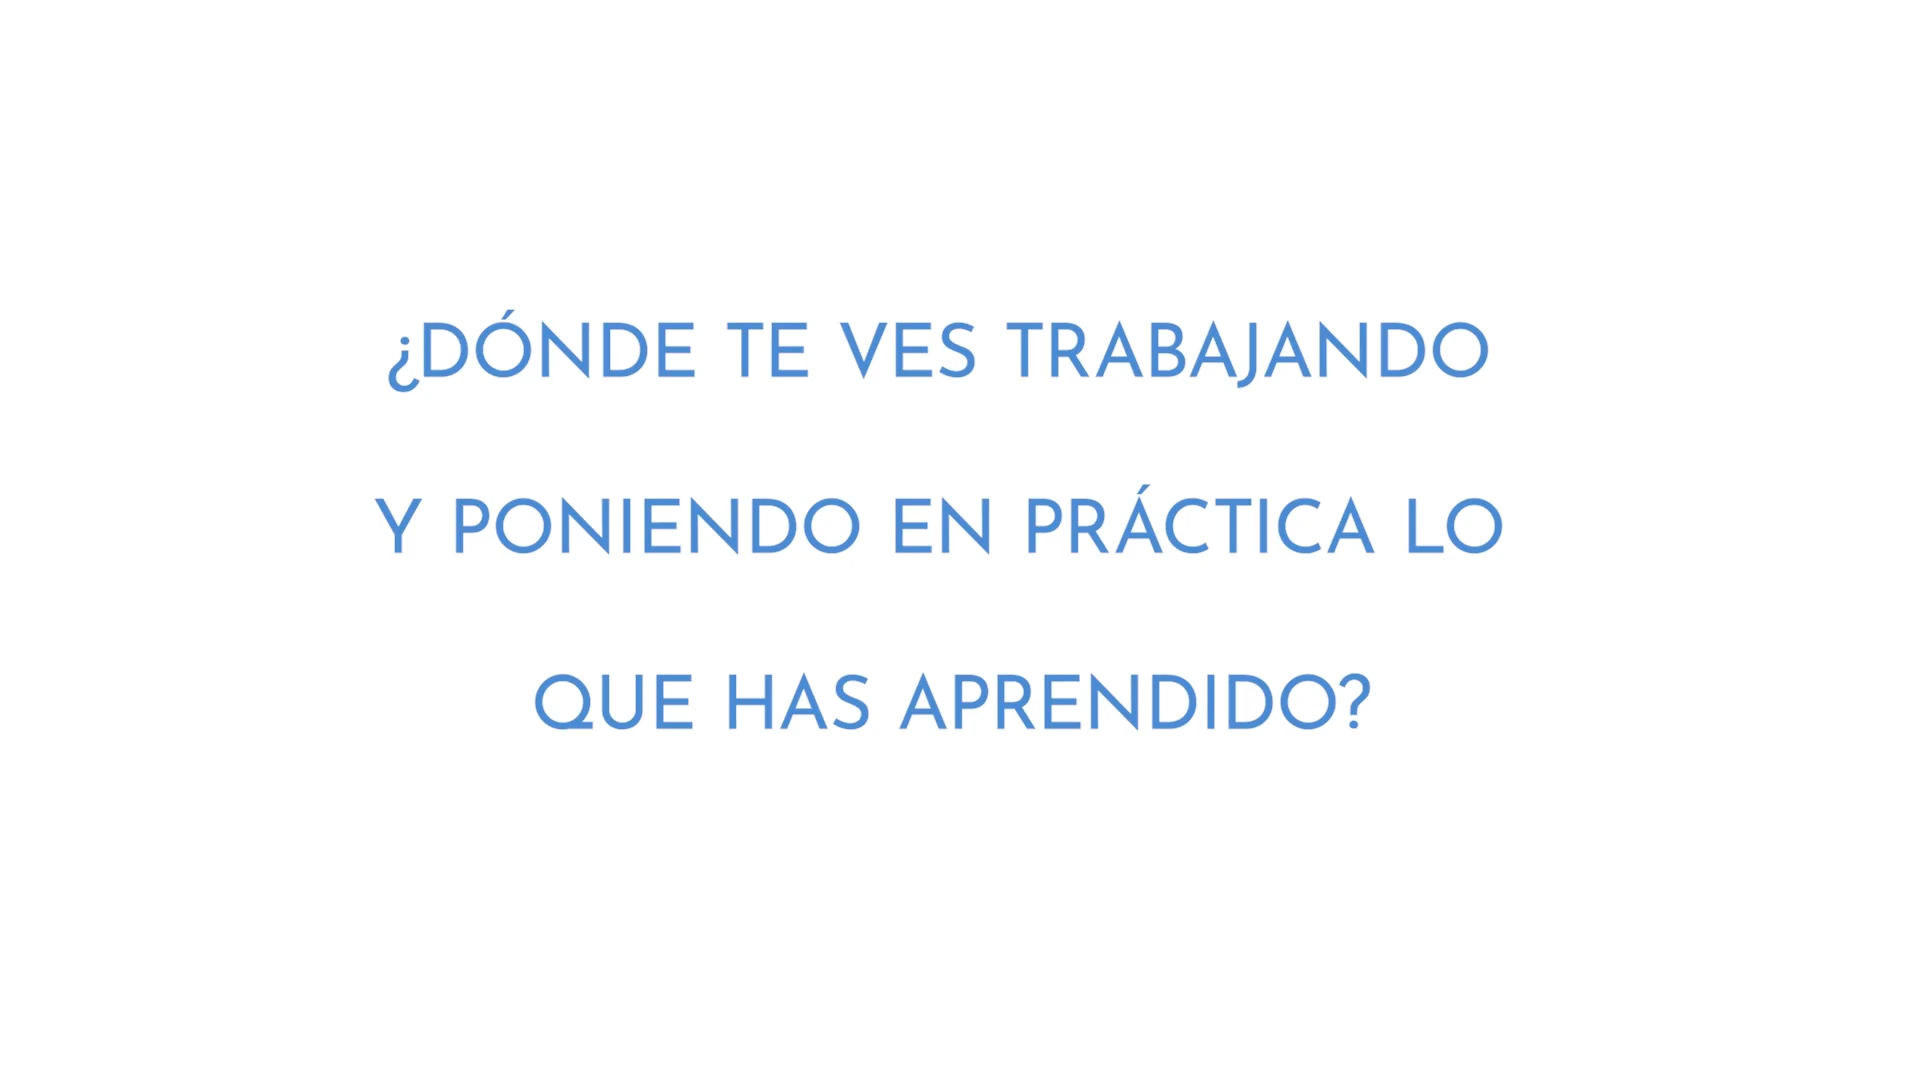 ¿DÓNDE TE VES TRABAJANDO
Y PONIENDO EN PRÁCTICA LO
QUE HAS APRENDIDO?